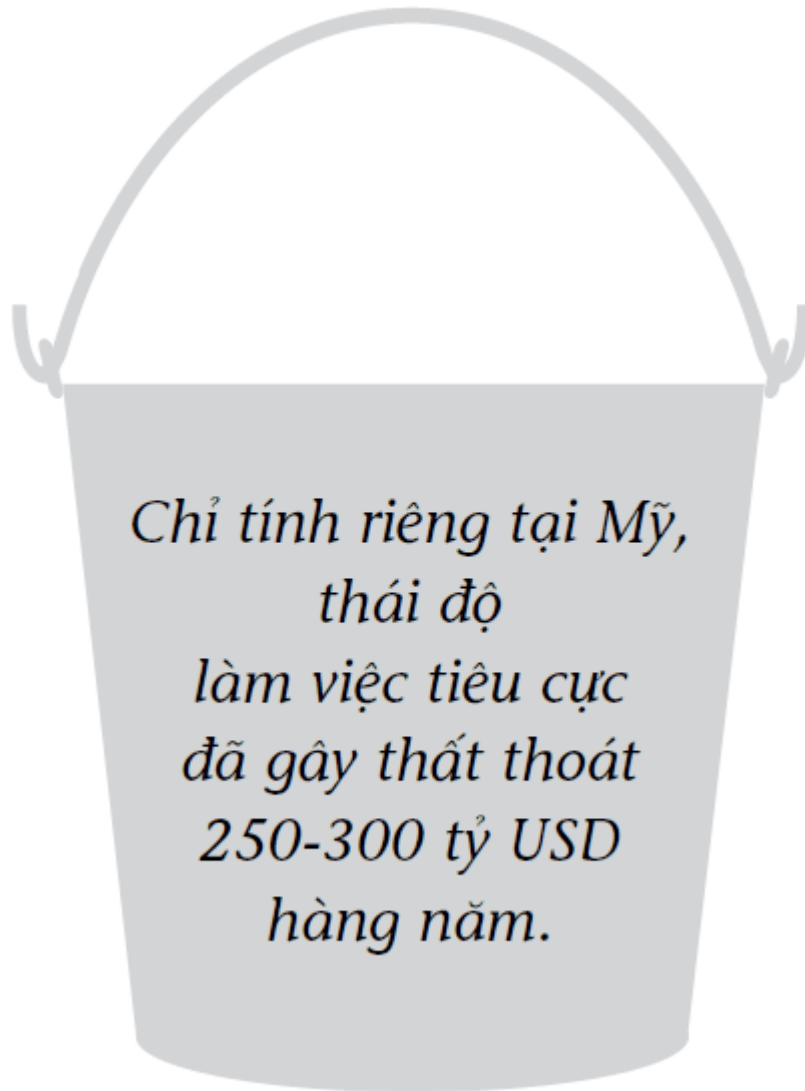 Chỉ tính riêng tại Mỹ,
thái độ
làm việc tiêu cực
đã gây thất thoát
250-300 tỷ USD
hàng năm.